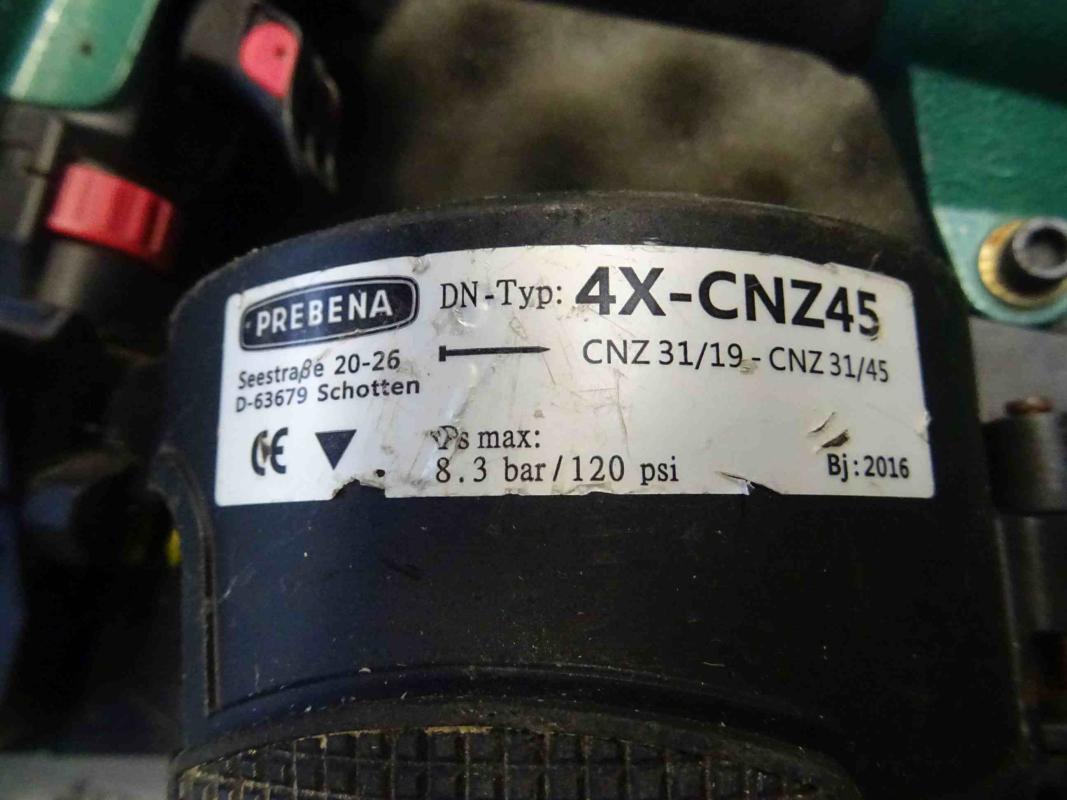 PREBENA
DN-Typ: 4X-CNZ45
Seestraße 20-26
D-63679 Schotten
CNZ 31/19 - CNZ 31/45
CE
Ps max:
8.3 bar/120 psi
Bj:2016